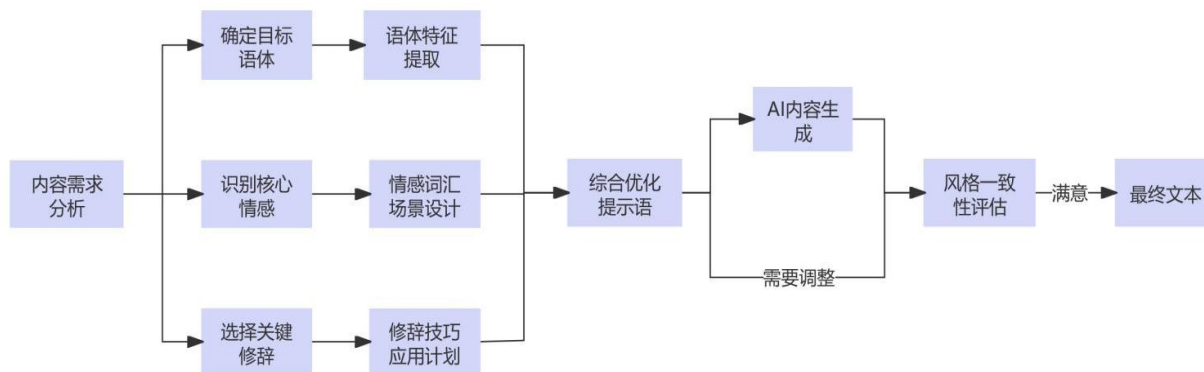 确定目标
语体
语体特征
提取
内容需求
分析
识别核心
情感
情感词汇
场景设计
选择关键
修辞
修辞技巧
应用计划
综合优化
提示语
AI内容生
成
需要调整
风格一致
性评估
满意
最终文本